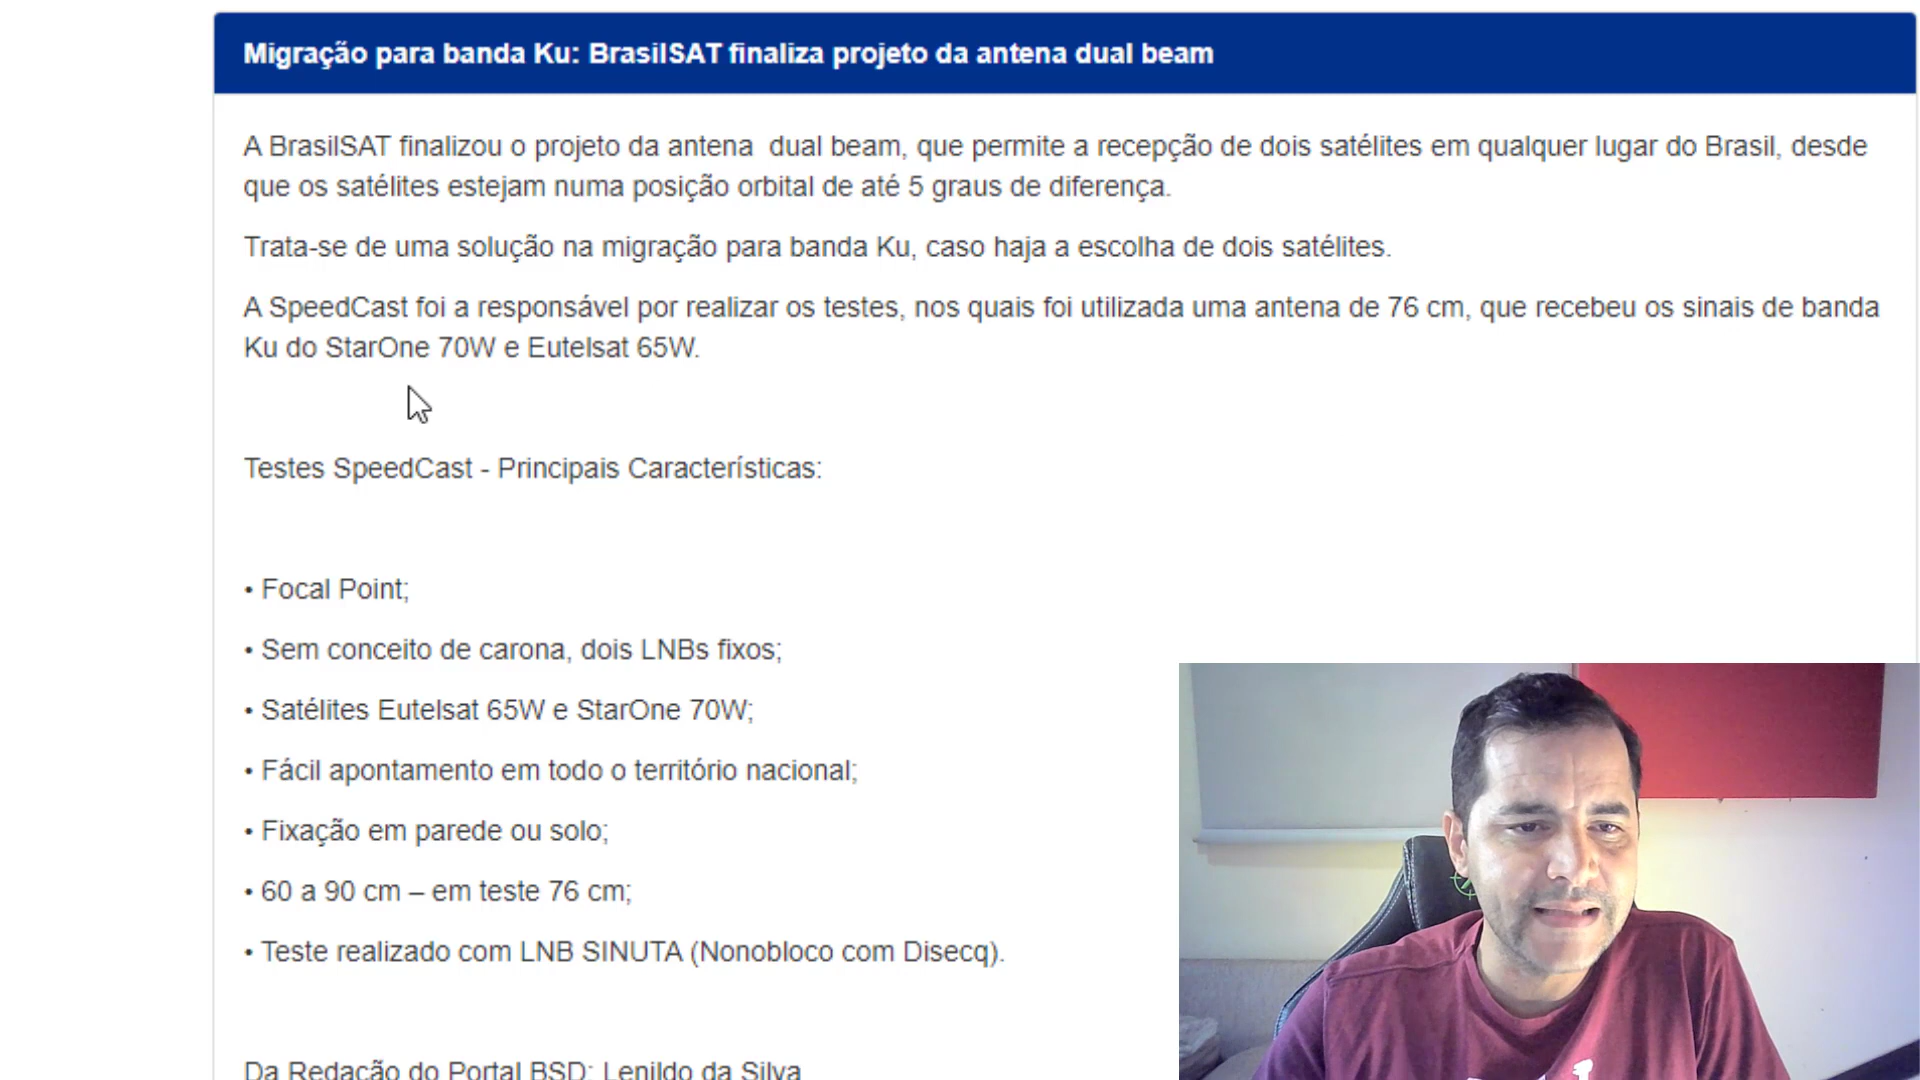 Migração para banda Ku: BrasilSAT finaliza projeto da antena dual beam
A BrasilSAT finalizou o projeto da antena  dual beam, que permite a recepção de dois satélites em qualquer lugar do Brasil, desde
que os satélites estejam numa posição orbital de até 5 graus de diferença.
Trata-se de uma solução na migração para banda Ku, caso haja a escolha de dois satélites.
A SpeedCast foi a responsável por realizar os testes, nos quais foi utilizada uma antena de 76 cm, que recebeu os sinais de banda
Ku do StarOne 70W e Eutelsat 65W.
Testes SpeedCast - Principais Características:
• Focal Point;
• Sem conceito de carona, dois LNBs fixos;
• Satélites Eutelsat 65W e StarOne 70W;
• Fácil apontamento em todo o território nacional;
• Fixação em parede ou solo;
• 60 a 90 cm – em teste 76 cm;
• Teste realizado com LNB SINUTA (Nonobloco com Disecq).
Da Redação do Portal BSD: Lenildo da Silva